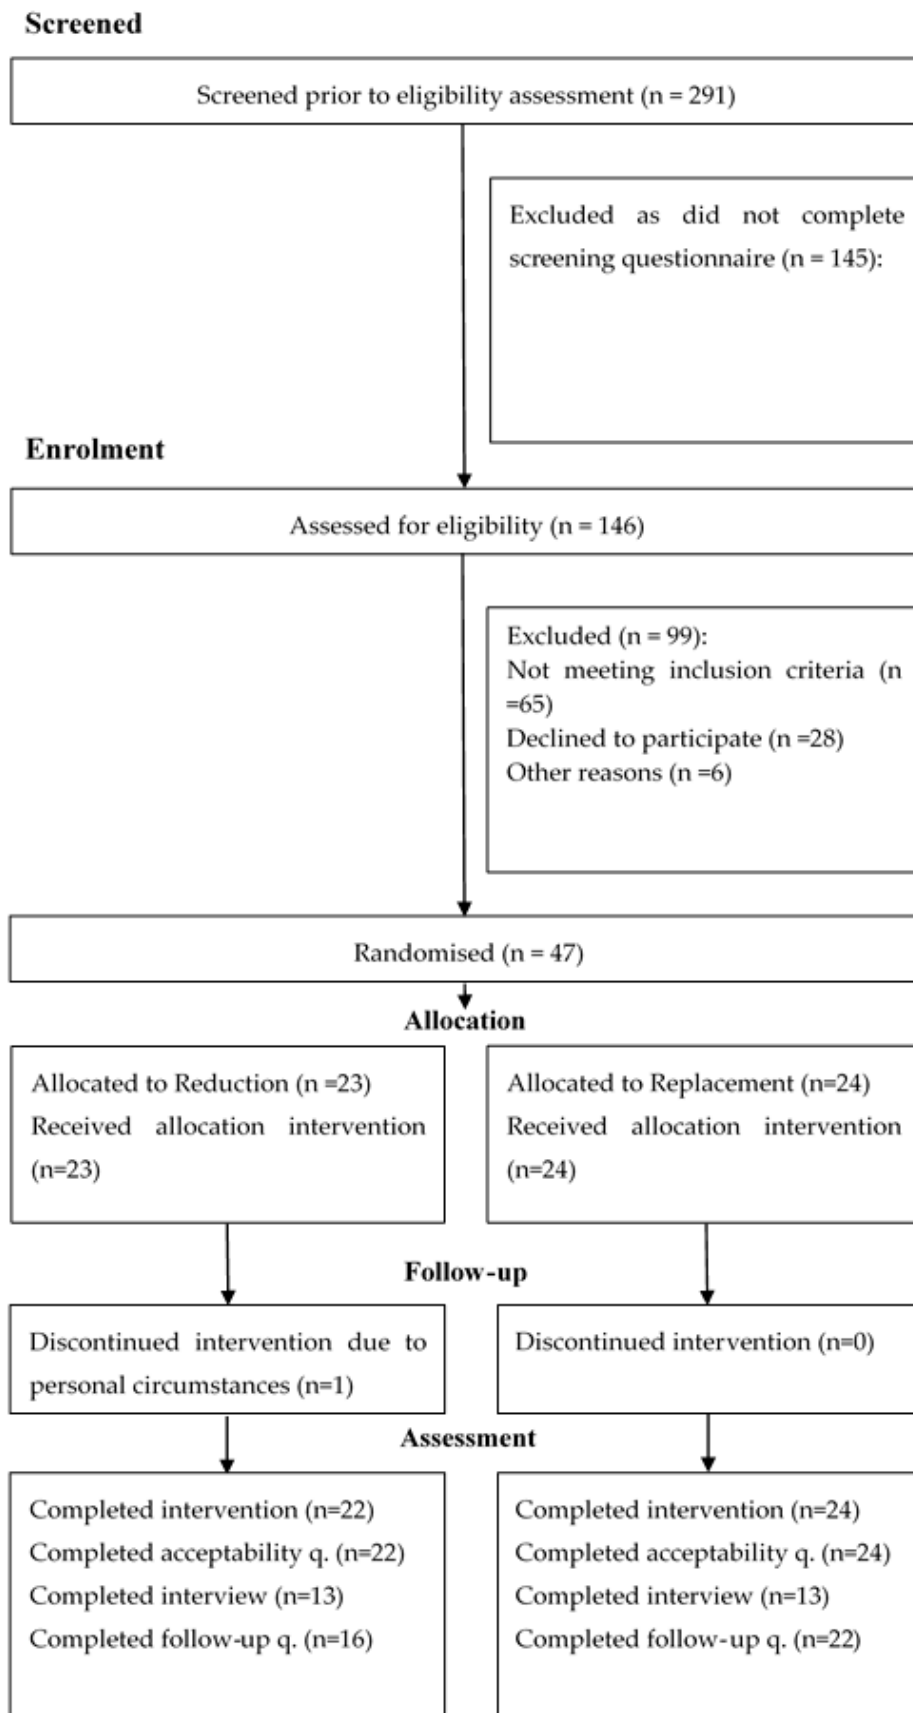 Screened
Screened prior to eligibility assessment (n = 291)
Excluded as did not complete
screening questionnaire (n = 145):
Enrolment
Assessed for eligibility (n = 146)
Excluded (n = 99):
Not meeting inclusion criteria (n
=65)
Declined to participate (n =28)
Other reasons (n =6)
Randomised (n = 47)
Allocation
Allocated to Reduction (n =23)
Received allocation intervention
(n=23)
Allocated to Replacement (n=24)
Received allocation intervention
(n=24)
Follow-up
Discontinued intervention due to
personal circumstances (n=1)
Discontinued intervention (n=0)
Assessment
Completed intervention (n=22)
Completed acceptability q. (n=22)
Completed interview (n=13)
Completed follow-up q. (n=16)
Completed intervention (n=24)
Completed acceptability q. (n=24)
Completed interview (n=13)
Completed follow-up q. (n=22)